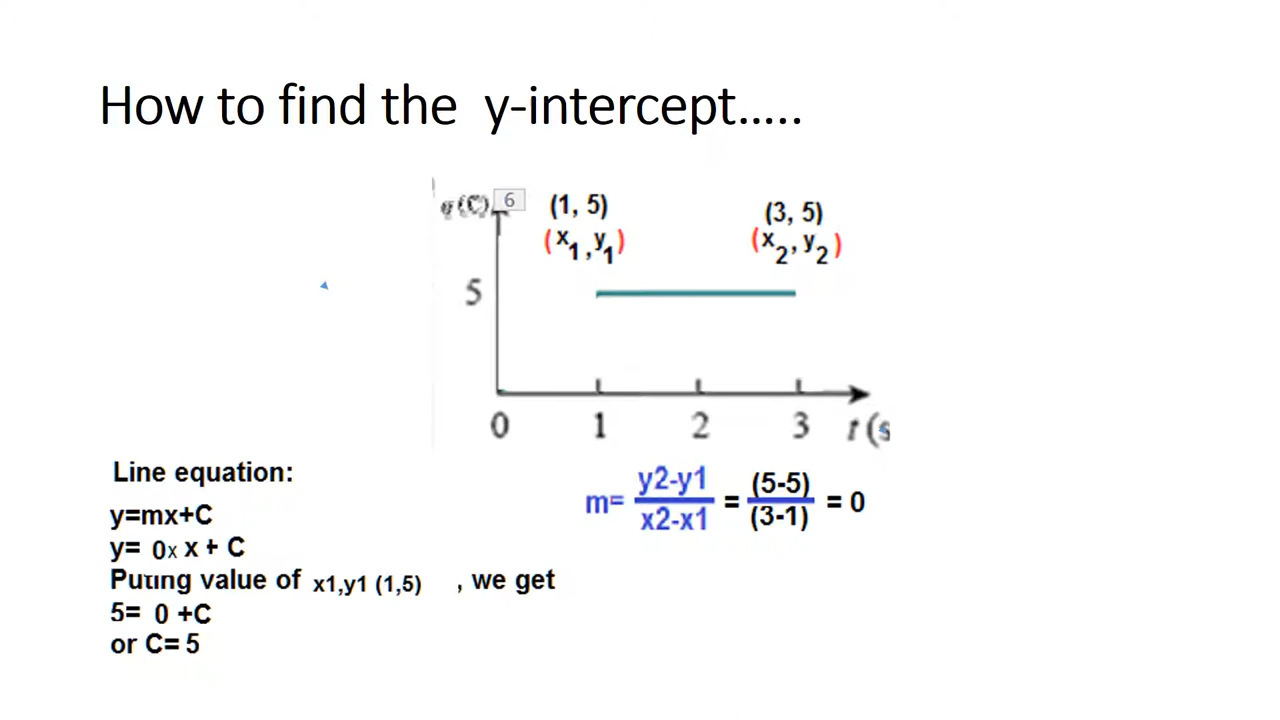 How to find the y-intercept.....
q(C)
6
(1, 5)
(x1,y1)
(3, 5)
(x2,y2)
5
0 1 2 3 t(s
Line equation:
y=mx+C
y= 0x x + C
Puting value of x1,y1 (1,5) , we get
5= 0 +C
or C= 5
m= y2-y1 / x2-x1 = (5-5) / (3-1) = 0